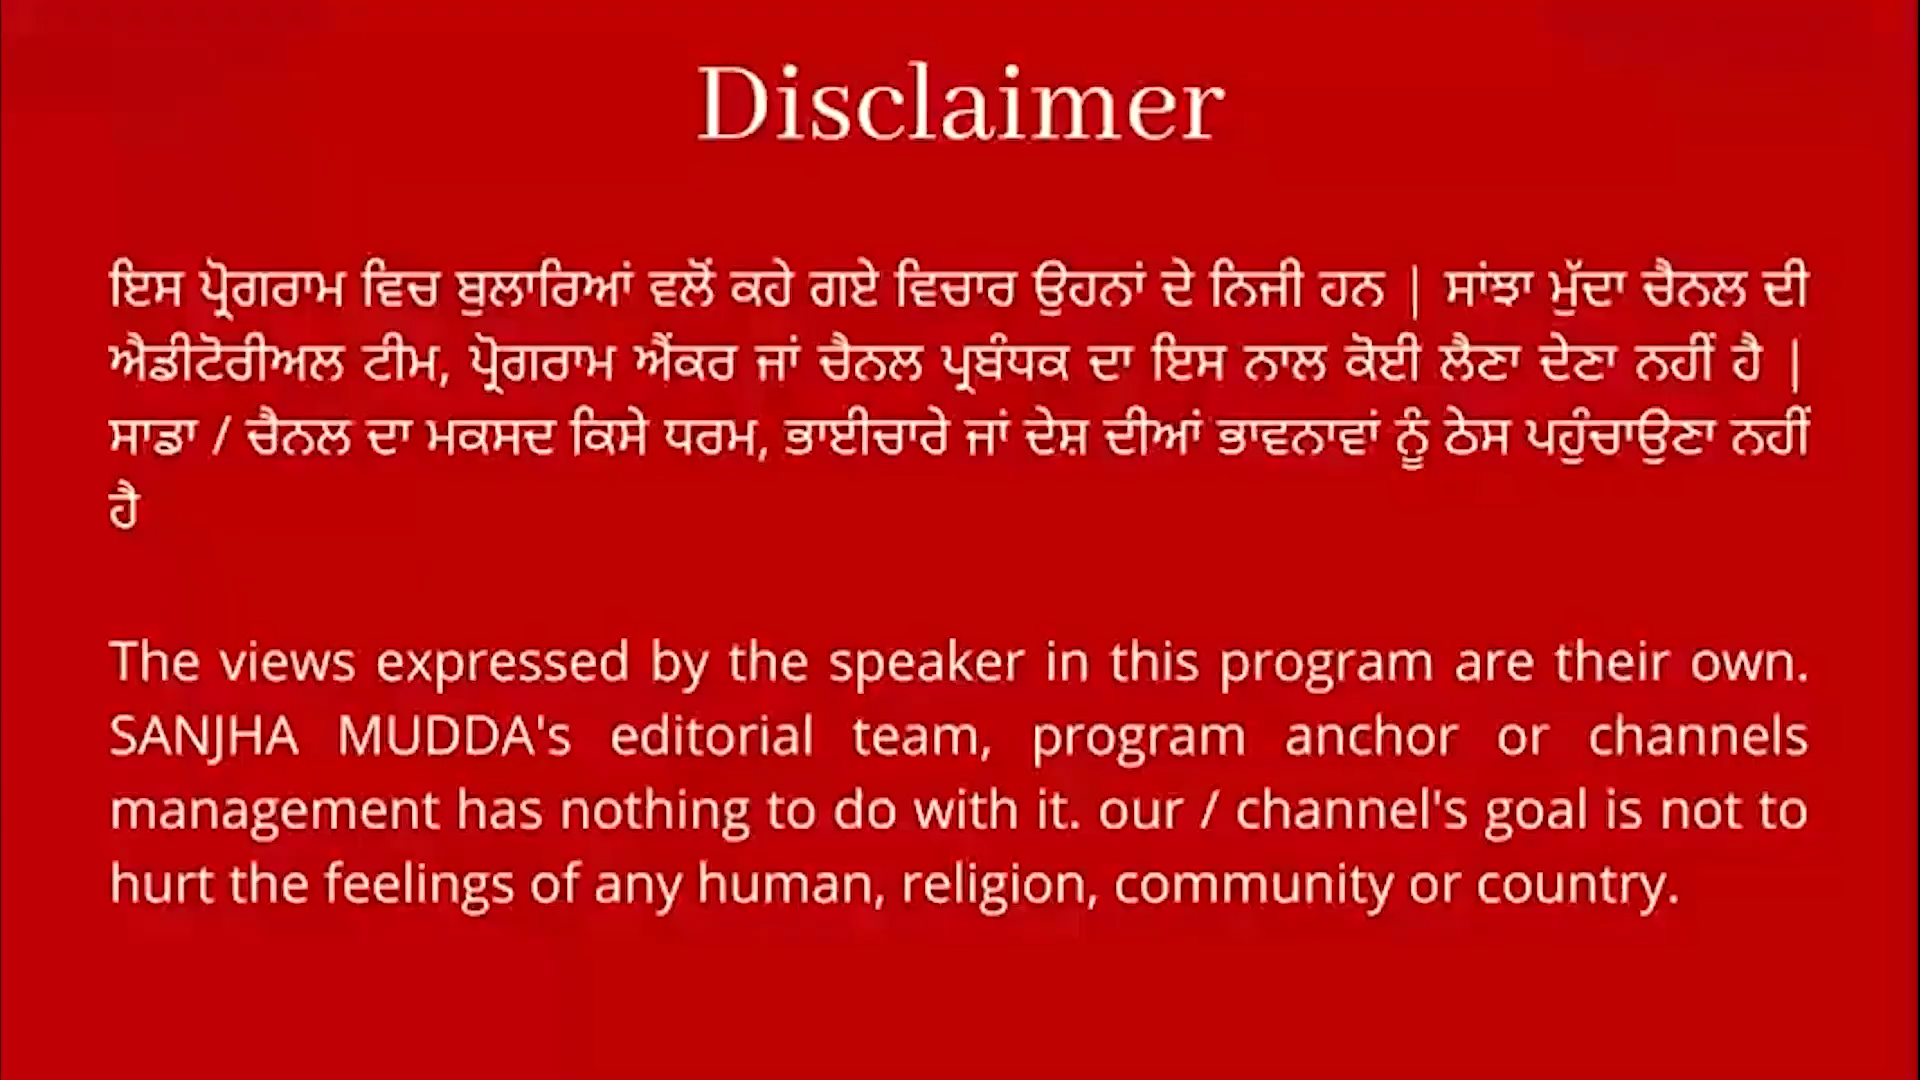 Disclaimer
ਇਸ ਪ੍ਰੋਗਰਾਮ ਵਿਚ ਬੁਲਾਰਿਆਂ ਵਲੋਂ ਕਹੇ ਗਏ ਵਿਚਾਰ ਉਹਨਾਂ ਦੇ ਨਿਜੀ ਹਨ | ਸਾਂਝਾ ਮੁੱਦਾ ਚੈਨਲ ਦੀ
ਐਡੀਟੋਰੀਅਲ ਟੀਮ, ਪ੍ਰੋਗਰਾਮ ਐਂਕਰ ਜਾਂ ਚੈਨਲ ਪ੍ਰਬੰਧਕ ਦਾ ਇਸ ਨਾਲ ਕੋਈ ਲੈਣਾ ਦੇਣਾ ਨਹੀਂ ਹੈ |
ਸਾਡਾ / ਚੈਨਲ ਦਾ ਮਕਸਦ ਕਿਸੇ ਧਰਮ, ਭਾਈਚਾਰੇ ਜਾਂ ਦੇਸ਼ ਦੀਆਂ ਭਾਵਨਾਵਾਂ ਨੂੰ ਠੇਸ ਪਹੁੰਚਾਉਣਾ ਨਹੀਂ
ਹੈ
The views expressed by the speaker in this program are their own.
SANJHA MUDDA's editorial team, program anchor or channels
management has nothing to do with it. our / channel's goal is not to
hurt the feelings of any human, religion, community or country.